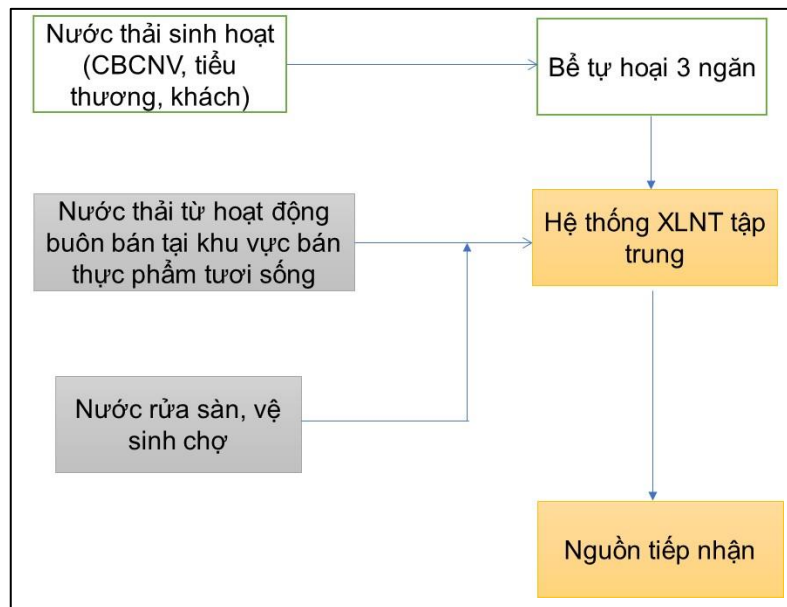 Nước thải sinh hoạt
(CBCNV, tiểu
thương, khách)
Bể tự hoại 3 ngăn
Nước thải từ hoạt động
buôn bán tại khu vực bán
thực phẩm tươi sống
Hệ thống XLNT tập
trung
Nước rửa sàn, vệ
sinh chợ
Nguồn tiếp nhận